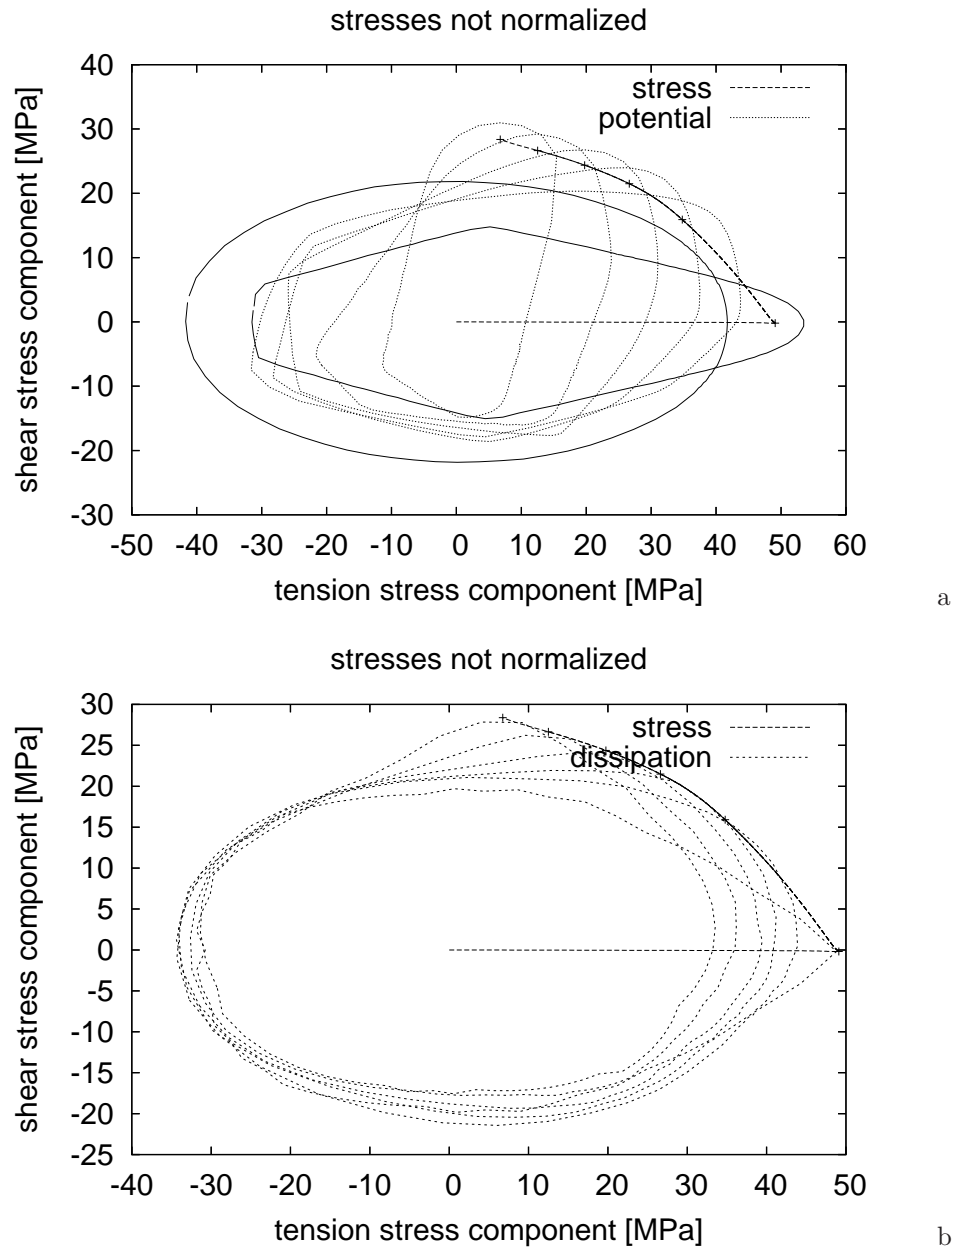 stresses not normalized
40
30
20
10
0
-10
-20
-30
shear stress component [MPa]
stress
potential
-50 -40 -30 -20 -10 0 10 20 30 40 50 60
tension stress component [MPa]
a
stresses not normalized
30
25
20
15
10
5
0
-5
-10
-15
-20
-25
shear stress component [MPa]
stress
dissipation
-40 -30 -20 -10 0 10 20 30 40 50
tension stress component [MPa]
b